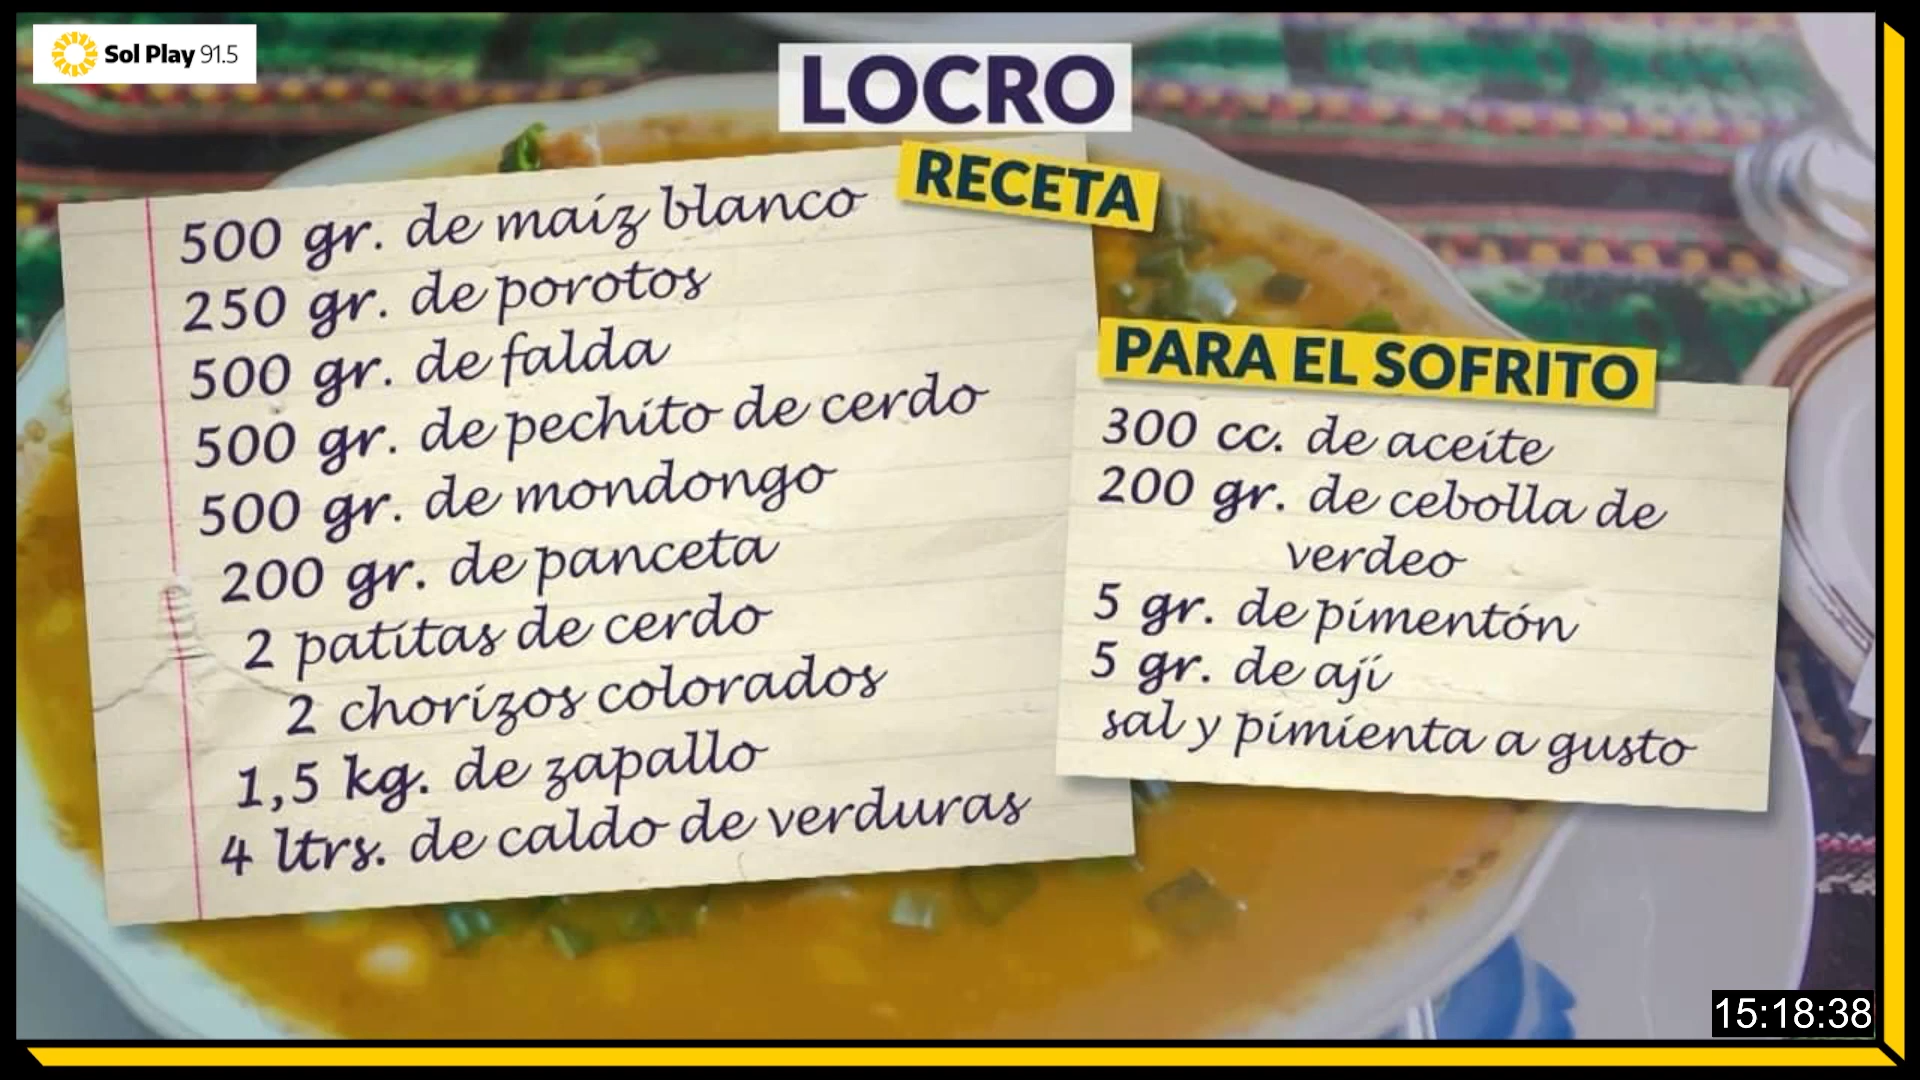 Sol Play 91.5
LOCRO
RECETA
500 gr. de maíz blanco
250 gr. de porotos
500 gr. de falda
500 gr. de pechito de cerdo
500 gr. de mondongo
200 gr. de panceta
2 patitas de cerdo
2 chorizos colorados
1,5 kg. de zapallo
4 ltrs. de caldo de verduras
PARA EL SOFRITO
300 cc. de aceite
200 gr. de cebolla de
verdeo
5 gr. de pimentón
5 gr. de ají
sal y pimienta a gusto
15:18:38